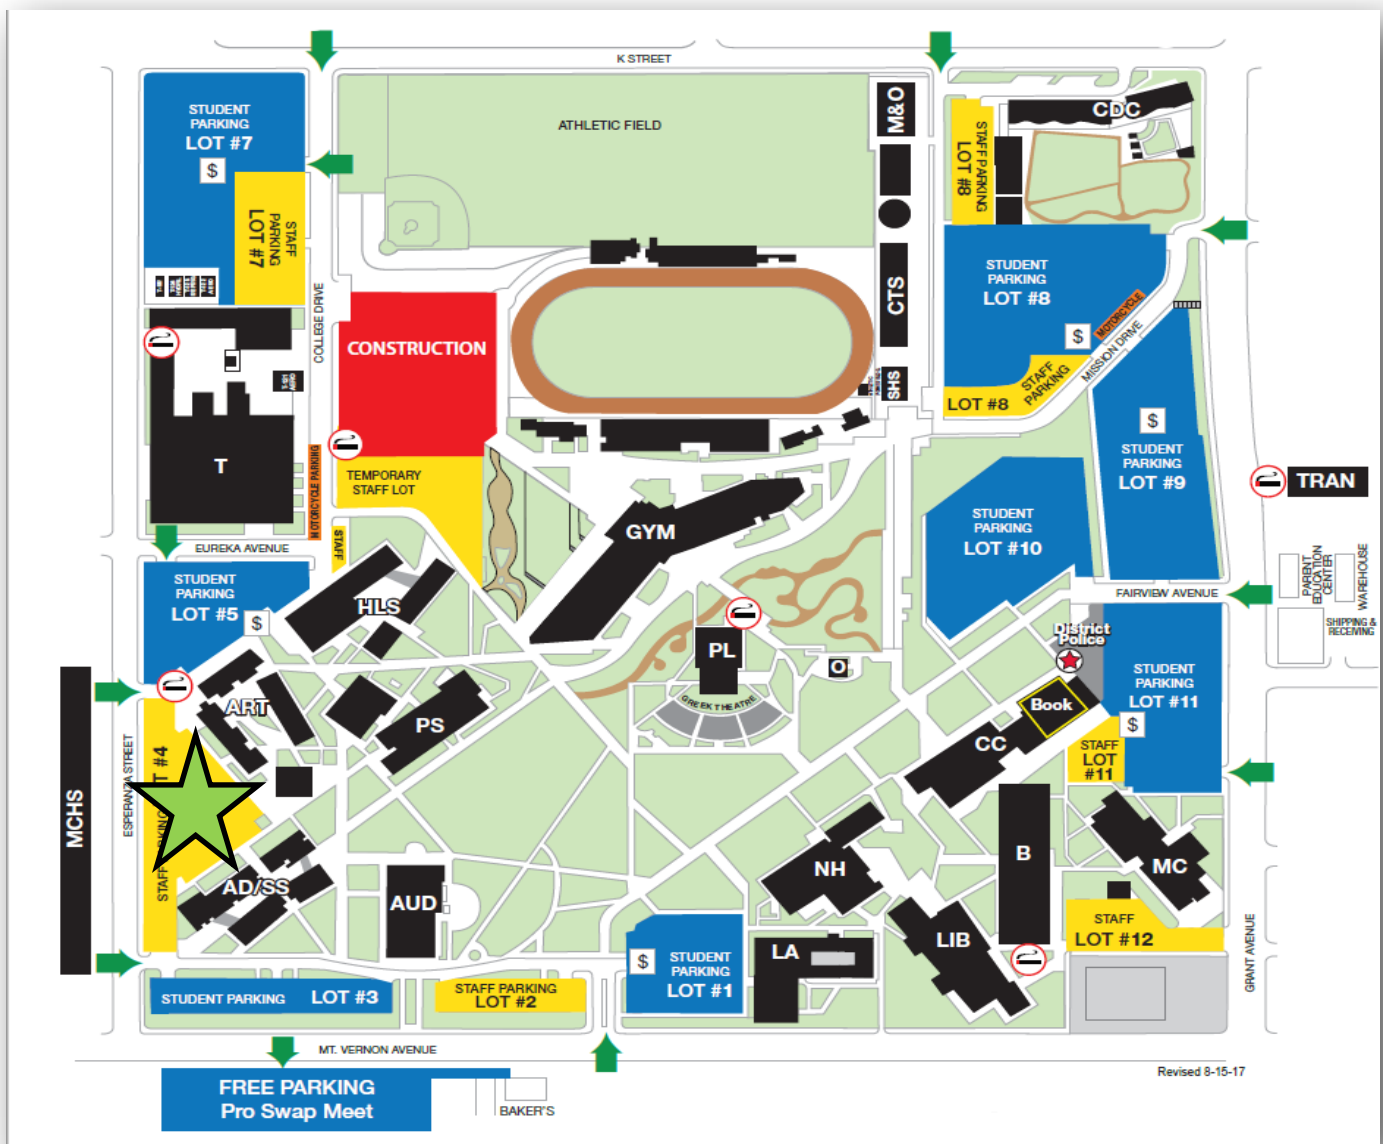 K STREET
STUDENT
PARKING
LOT #7
$
STAFF
PARKING
LOT #7
ATHLETIC FIELD
M&O
CDC
STAFF PARKING
LOT #8
STUDENT
PARKING
LOT #8
$
MOTORCYCLE
MISSION DRIVE
STAFF
PARKING
LOT #8
CTS
SHS
COLLEGE DRIVE
CONSTRUCTION
T
MOTORCYCLE PARKING
TEMPORARY
STAFF LOT
STAFF
$
STUDENT
PARKING
LOT #9
TRAN
GYM
STUDENT
PARKING
LOT #10
EUREKA AVENUE
STUDENT
PARKING
LOT #5
$
HLS
FAIRVIEW AVENUE
PARENT
EDUCATION
CENTER
WAREHOUSE
SHIPPING &
RECEIVING
District
Police
PL
GREEK THEATRE
O
STUDENT
PARKING
LOT #11
$
Book
CC
STAFF
LOT
#11
ART
PS
MCHS
ESPERANZA STREET
AD/SS
AUD
NH
B
MC
LIB
LA
STAFF
LOT #12
GRANT AVENUE
STUDENT PARKING LOT #3
STAFF PARKING
LOT #2
$
STUDENT
PARKING
LOT #1
MT. VERNON AVENUE
FREE PARKING
Pro Swap Meet
BAKER'S
Revised 8-15-17